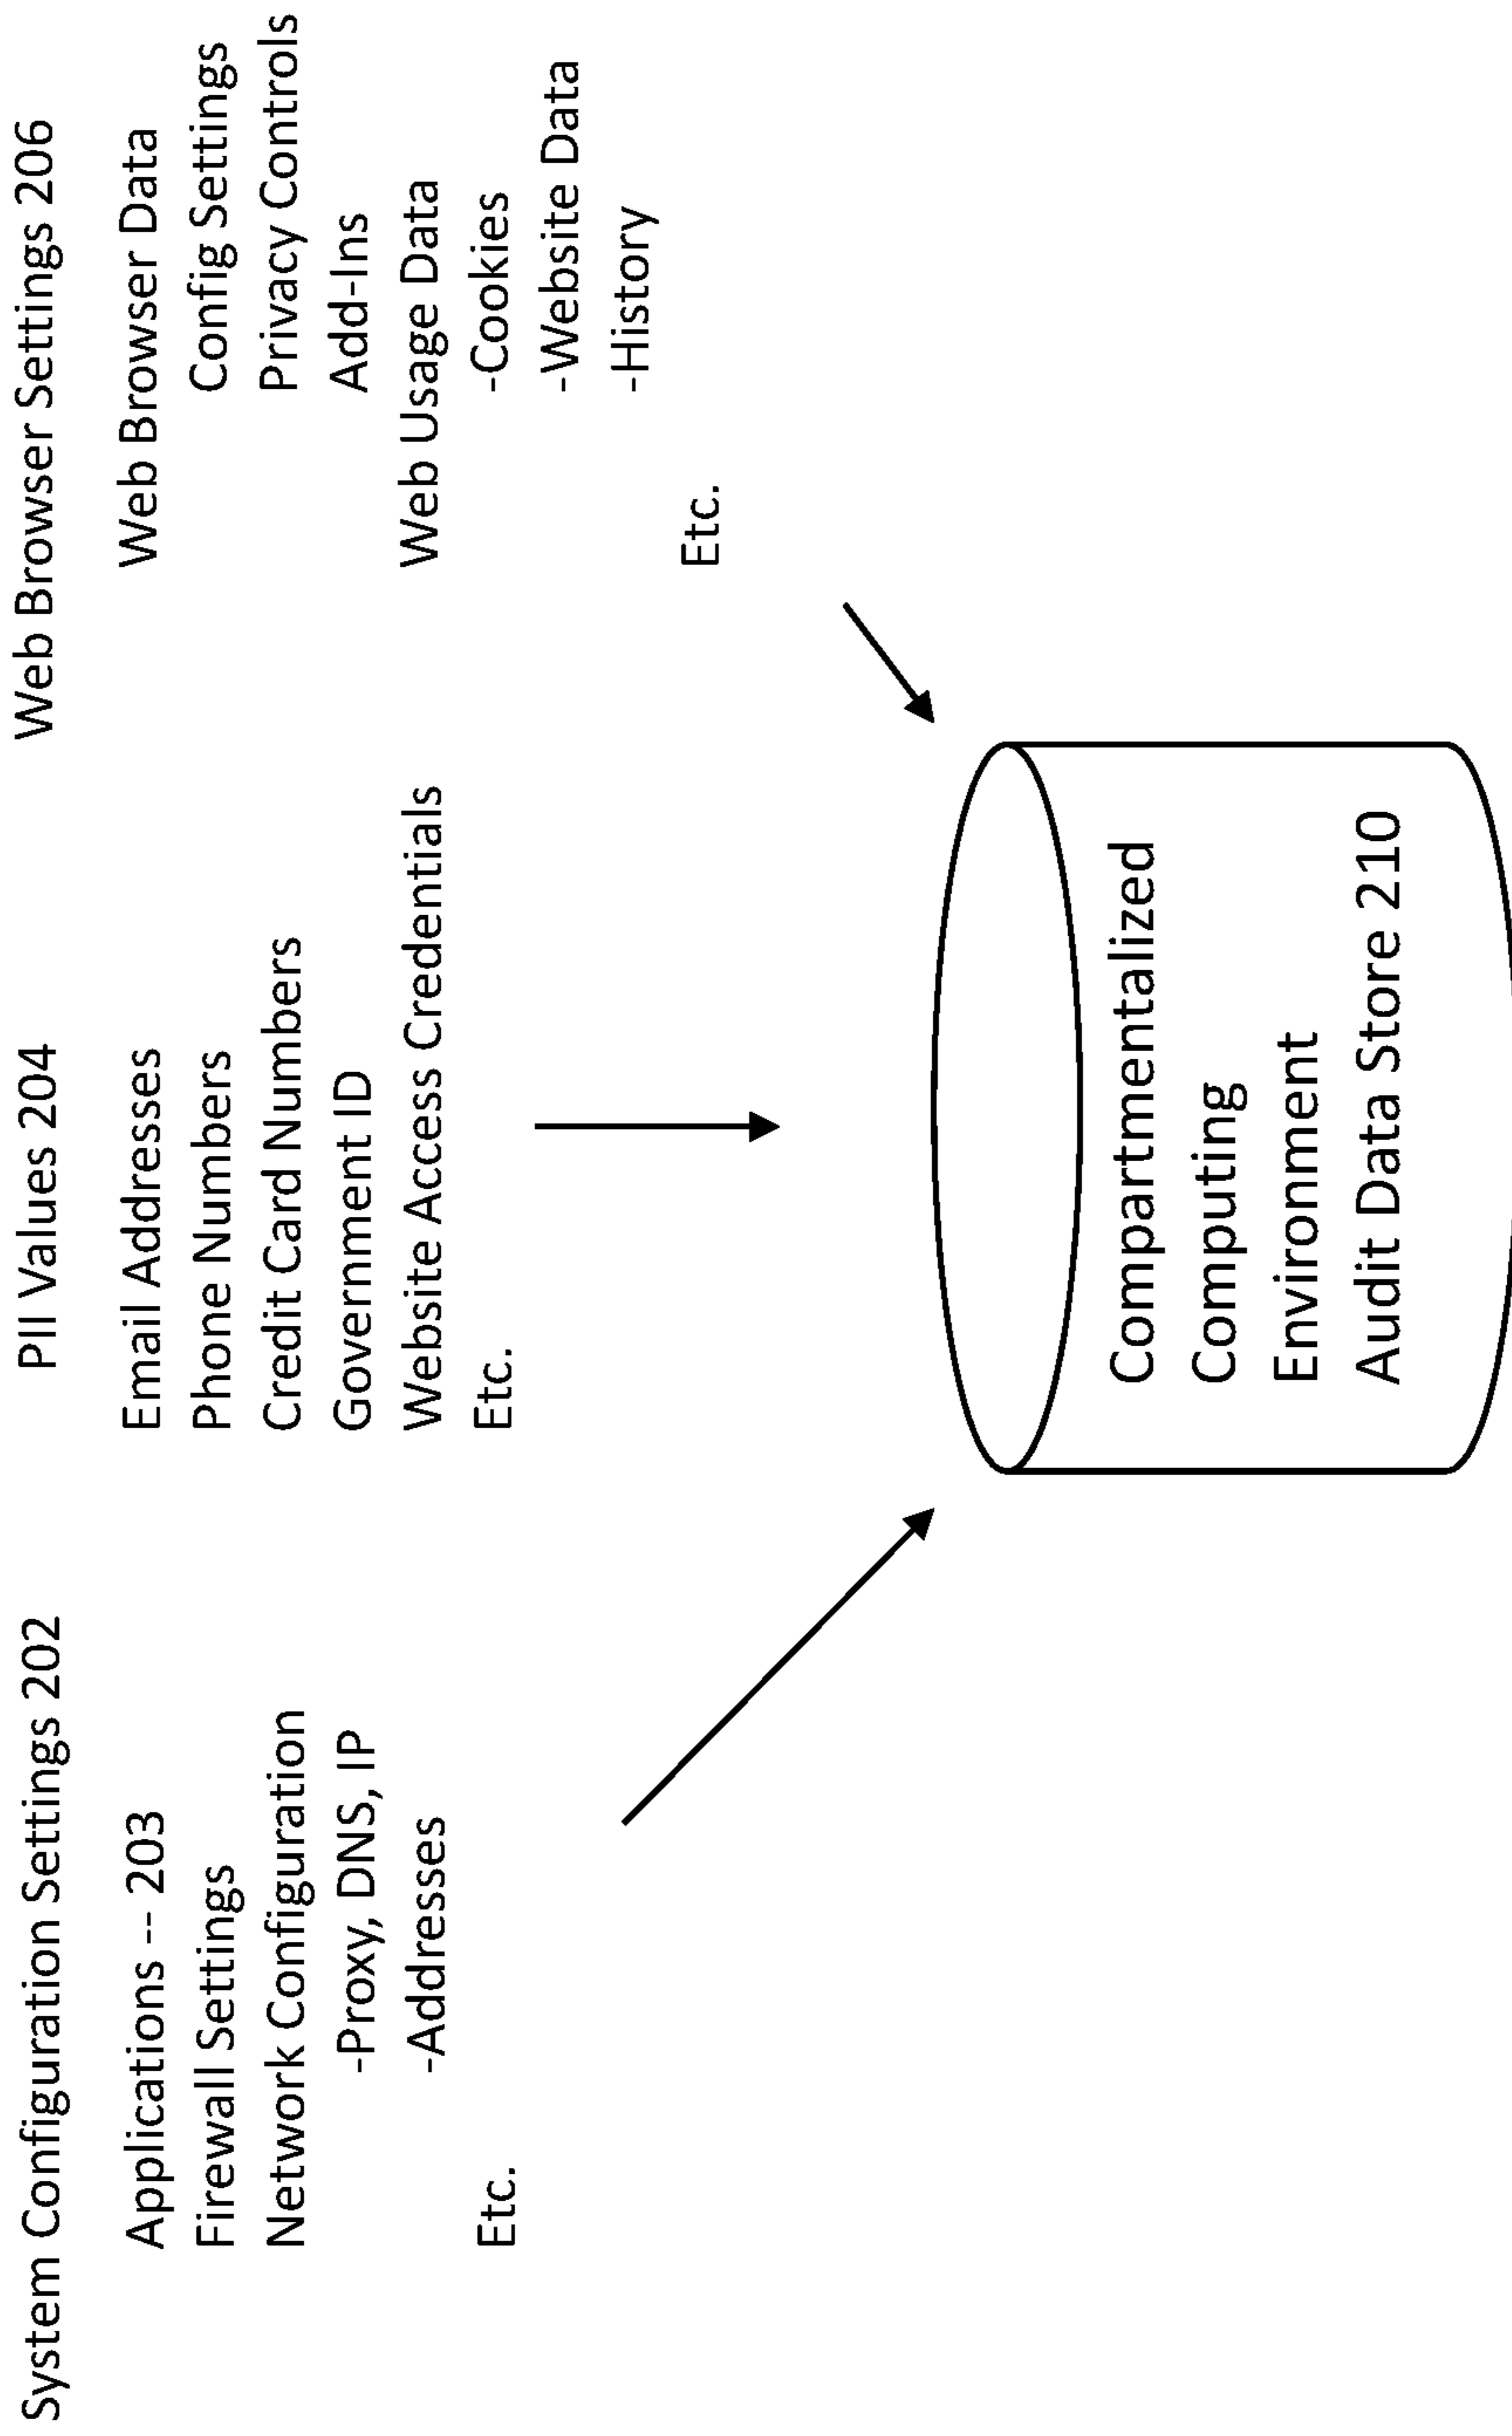 System Configuration Settings 202
Applications -- 203
Firewall Settings
Network Configuration
-Proxy, DNS, IP
-Addresses
Etc.
PII Values 204
Email Addresses
Phone Numbers
Credit Card Numbers
Government ID
Website Access Credentials
Etc.
Web Browser Settings 206
Web Browser Data
Config Settings
Privacy Controls
Add-Ins
Web Usage Data
-Cookies
-Website Data
-History
Etc.
Compartmentalized
Computing
Environment
Audit Data Store 210